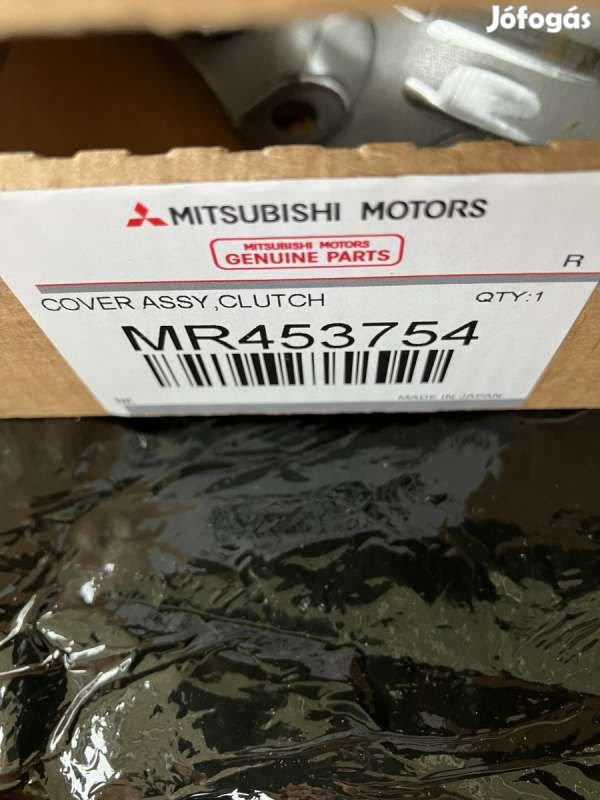 Jófogás
MITSUBISHI MOTORS
MITSUBISHI MOTORS
GENUINE PARTS
R
COVER ASSY,CLUTCH QTY:1
MR453754
MADE IN JAPAN